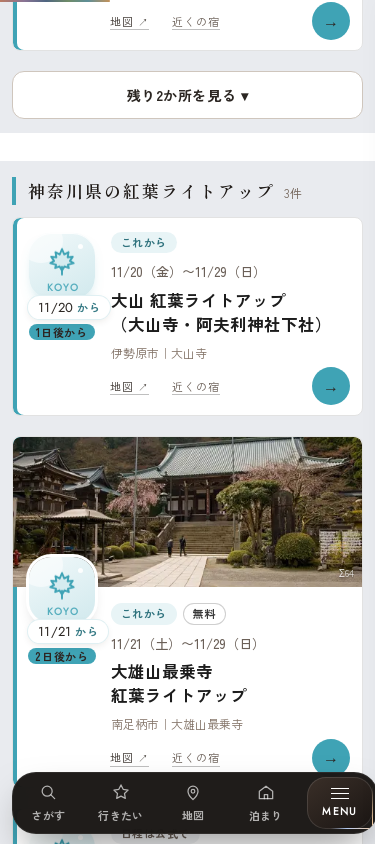 地図 ↗ 近くの宿 →
残り2か所を見る ▾
神奈川県の紅葉ライトアップ 3件
これから
KOYO
11/20 から
1日後から
11/20（金）〜11/29（日）
大山 紅葉ライトアップ
（大山寺・阿夫利神社下社）
伊勢原市｜大山寺
地図 ↗ 近くの宿 →
Σ64
KOYO
11/21 から
2日後から
これから 無料
11/21（土）〜11/29（日）
大雄山最乗寺
紅葉ライトアップ
南足柄市｜大雄山最乗寺
地図 ↗ 近くの宿 →
さがす 行きたい 地図 泊まり MENU